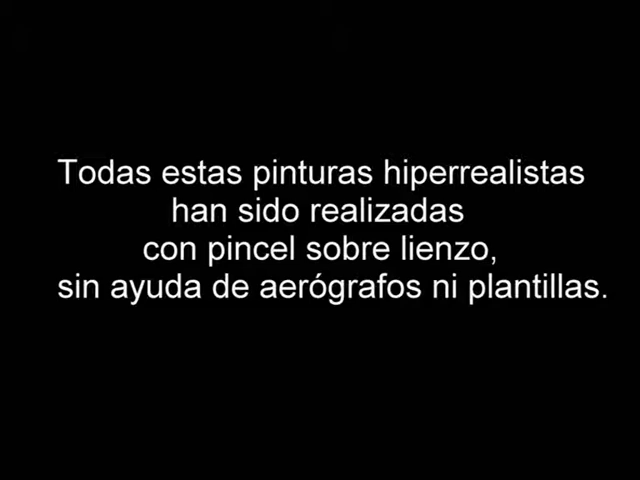 Todas estas pinturas hiperrealistas
han sido realizadas
con pincel sobre lienzo,
sin ayuda de aerógrafos ni plantillas.